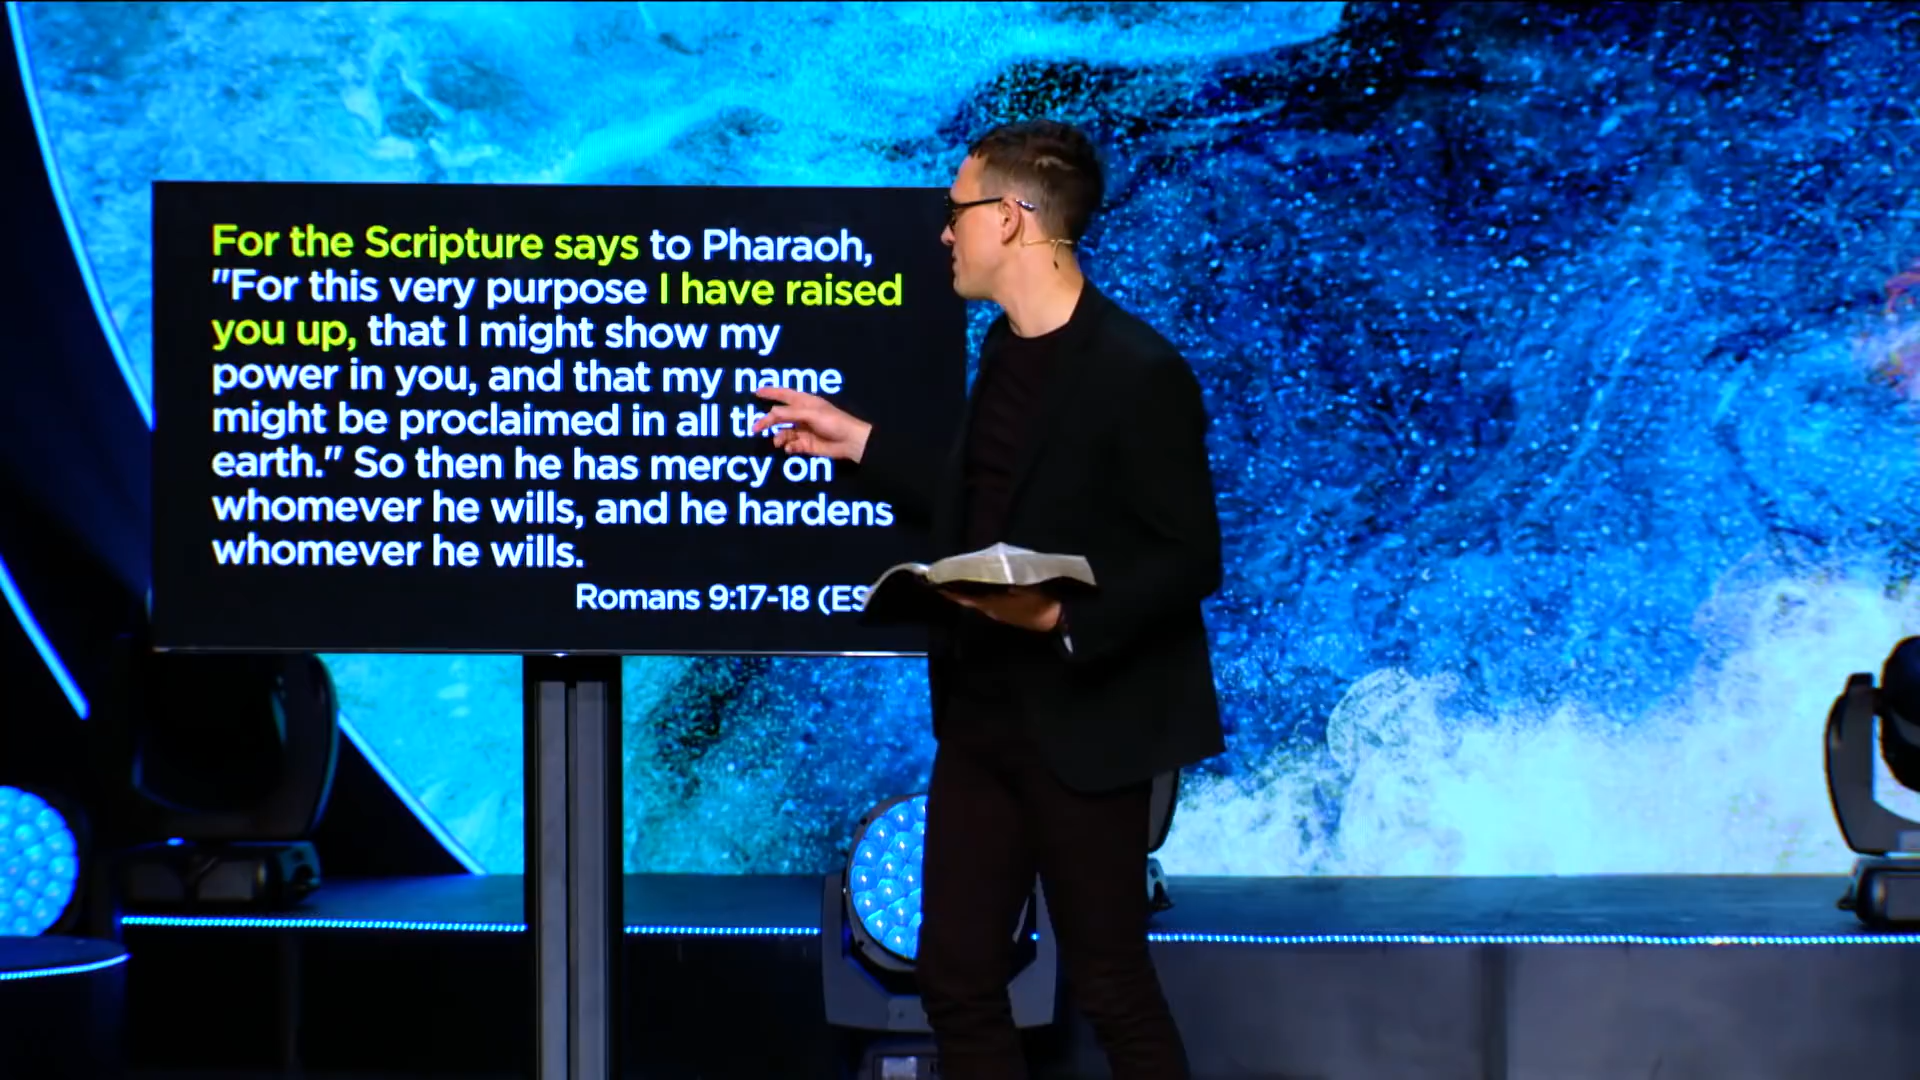 For the Scripture says to Pharaoh,
"For this very purpose I have raised
you up, that I might show my
power in you, and that my name
might be proclaimed in all the
earth." So then he has mercy on
whomever he wills, and he hardens
whomever he wills.
Romans 9:17-18 (ES